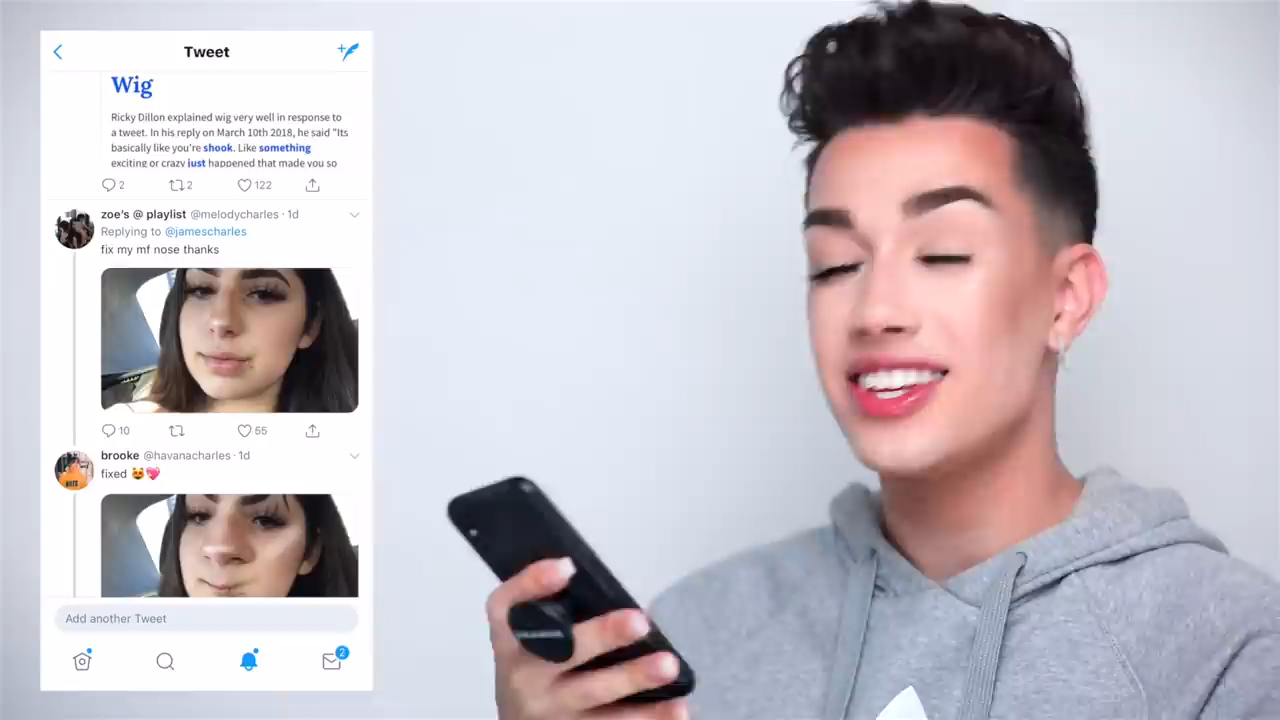 Tweet
Wig
Ricky Dillon explained wig very well in response to
a tweet. In his reply on March 10th 2018, he said "Its
basically like you're shook. Like something
exciting or crazy just happened that made you so
2 2 122
zoe's @ playlist @melodycharles · 1d
Replying to @jamescharles
fix my mf nose thanks
10 55
brooke @havanacharles · 1d
fixed 😻💖
Add another Tweet
2